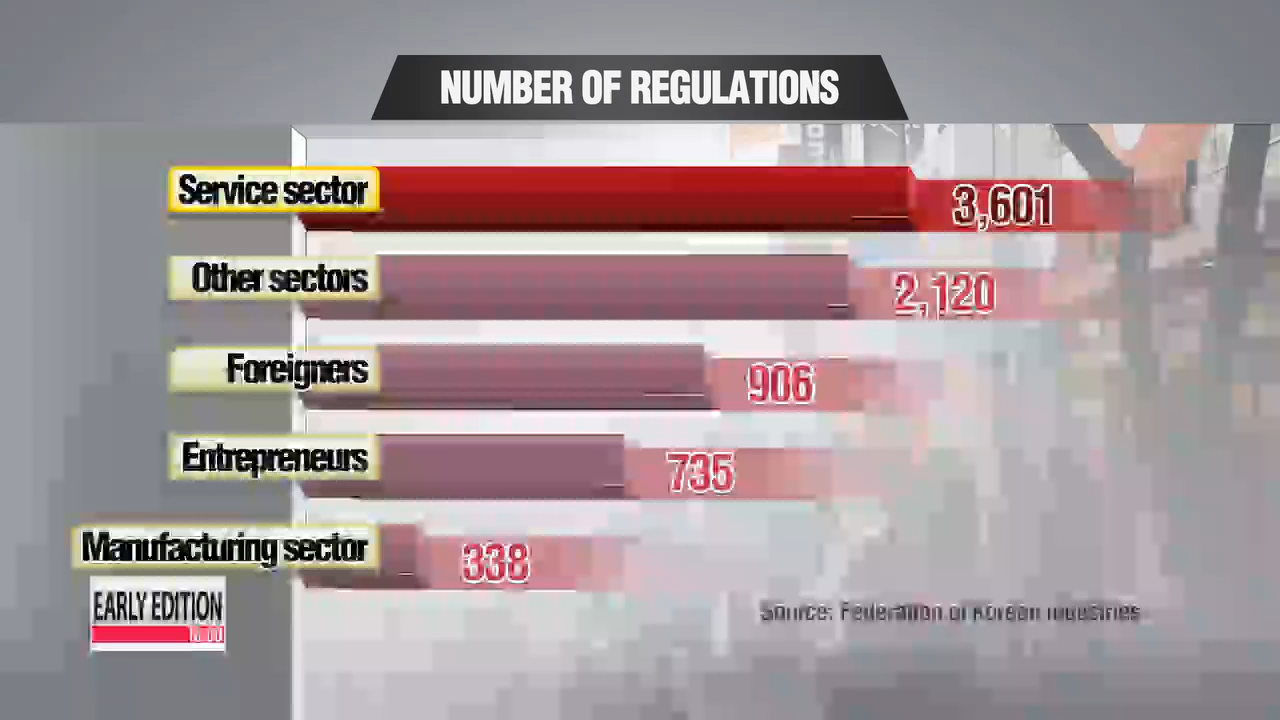 NUMBER OF REGULATIONS
Service sector 3,601
Other sectors 2,120
Foreigners 906
Entrepreneurs 735
Manufacturing sector 338
EARLY EDITION
Source: Federation of Korean Industries